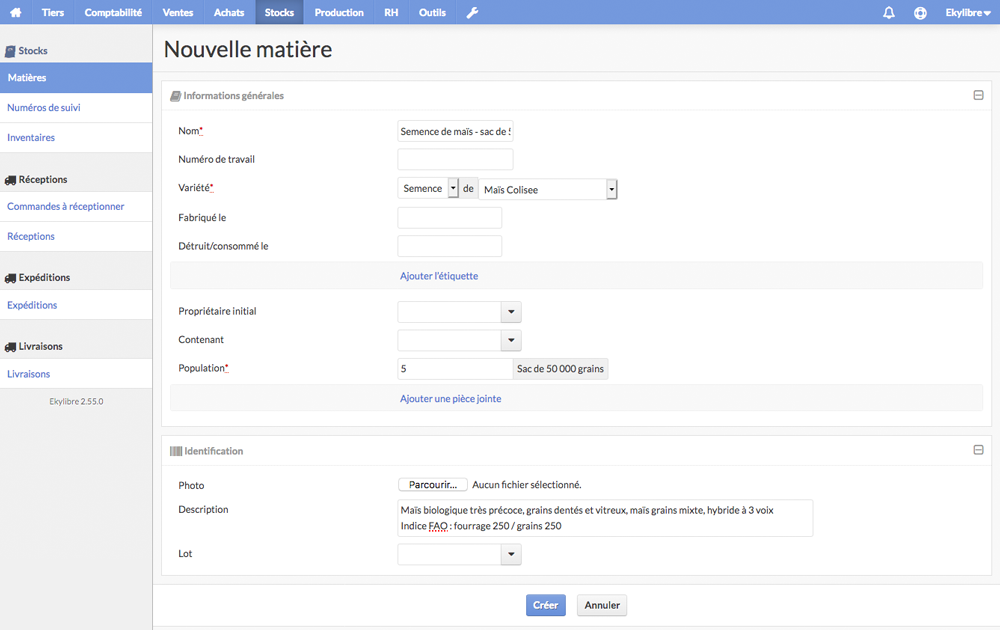 Tiers Comptabilité Ventes Achats Stocks Production RH Outils Ekylibre
Stocks
Matières
Numéros de suivi
Inventaires
Réceptions
Commandes à réceptionner
Réceptions
Expéditions
Expéditions
Livraisons
Livraisons
Ekylibre 2.55.0
Nouvelle matière
Informations générales
Nom* Semence de maïs - sac de
Numéro de travail
Variété* Semence de Maïs Colisee
Fabriqué le
Détruit/consommé le
Ajouter l'étiquette
Propriétaire initial
Contenant
Population* 5 Sac de 50 000 grains
Ajouter une pièce jointe
Identification
Photo Parcourir... Aucun fichier sélectionné.
Description Maïs biologique très précoce, grains dentés et vitreux, maïs grains mixte, hybride à 3 voix
Indice FAO : fourrage 250 / grains 250
Lot
Créer Annuler